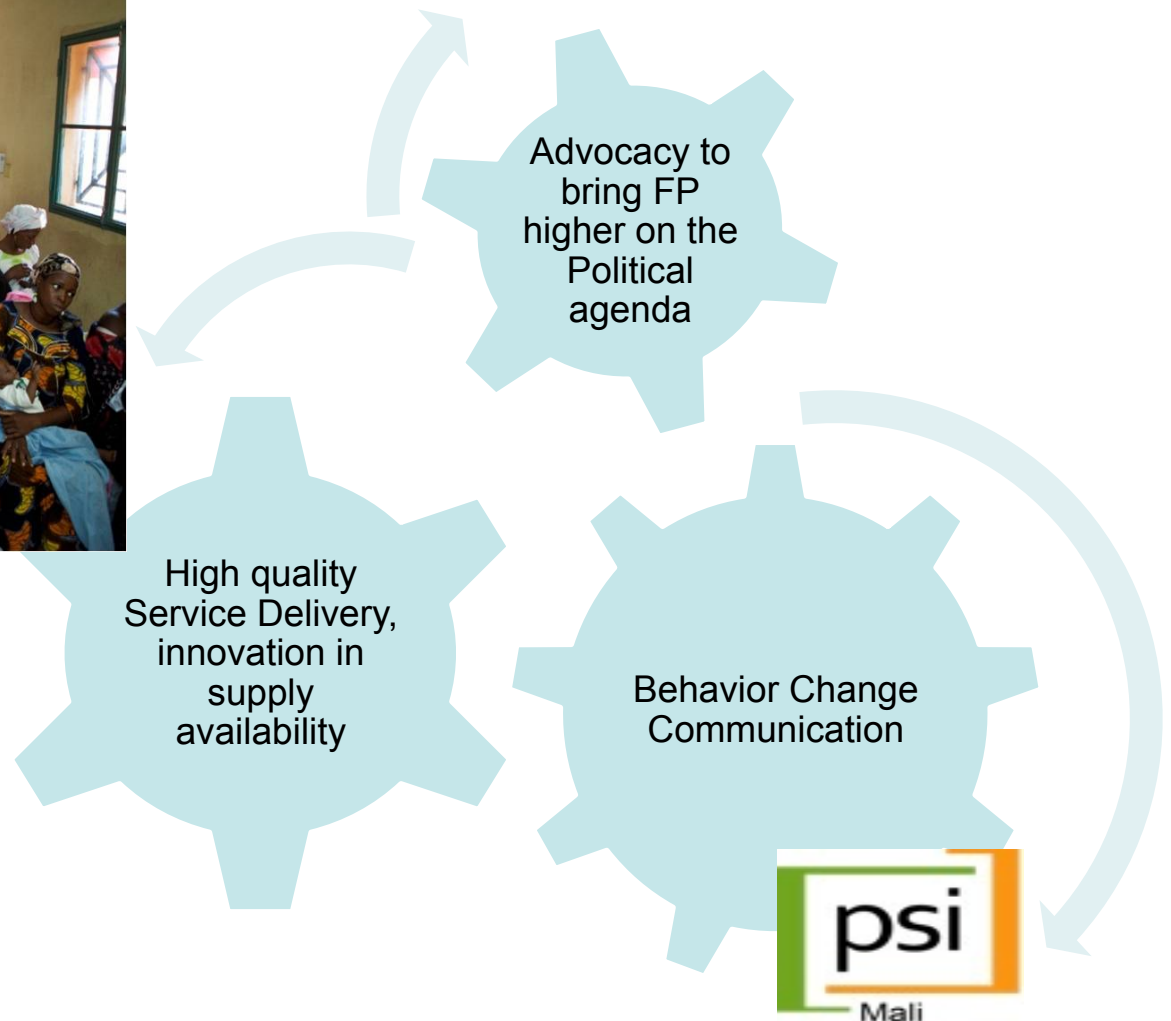 Advocacy to
bring FP
higher on the
Political
agenda
High quality
Service Delivery,
innovation in
supply
availability
Behavior Change
Communication
psi
Mali